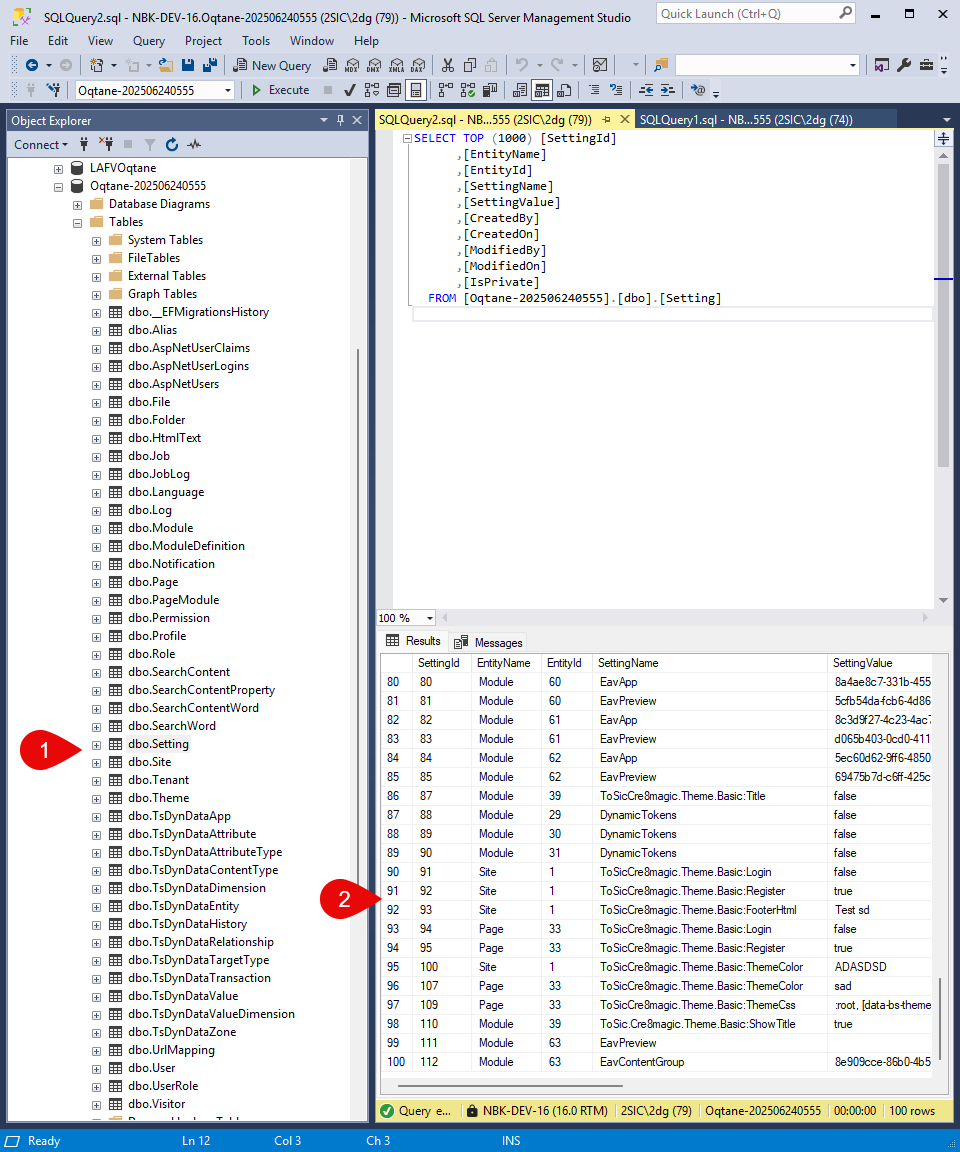 SQLQuery2.sql - NBK-DEV-16.Oqtane-202506240555 (2SIC\2dg (79)) - Microsoft SQL Server Management Studio
Quick Launch (Ctrl+Q)
File Edit View Query Project Tools Window Help
New Query MDX DMX XMLA DAX
Oqtane-202506240555 Execute
Object Explorer
Connect
LAFVOqtane
Oqtane-202506240555
Database Diagrams
Tables
System Tables
FileTables
External Tables
Graph Tables
dbo.__EFMigrationsHistory
dbo.Alias
dbo.AspNetUserClaims
dbo.AspNetUserLogins
dbo.AspNetUsers
dbo.File
dbo.Folder
dbo.HtmlText
dbo.Job
dbo.JobLog
dbo.Language
dbo.Log
dbo.Module
dbo.ModuleDefinition
dbo.Notification
dbo.Page
dbo.PageModule
dbo.Permission
dbo.Profile
dbo.Role
dbo.SearchContent
dbo.SearchContentProperty
dbo.SearchContentWord
dbo.SearchWord
1
dbo.Setting
dbo.Site
dbo.Tenant
dbo.Theme
dbo.TsDynDataApp
dbo.TsDynDataAttribute
dbo.TsDynDataAttributeType
dbo.TsDynDataContentType
dbo.TsDynDataDimension
dbo.TsDynDataEntity
dbo.TsDynDataHistory
dbo.TsDynDataRelationship
dbo.TsDynDataTargetType
dbo.TsDynDataTransaction
dbo.TsDynDataValue
dbo.TsDynDataValueDimension
dbo.TsDynDataZone
dbo.UrlMapping
dbo.User
dbo.UserRole
dbo.Visitor
SQLQuery2.sql - NB...555 (2SIC\2dg (79)) SQLQuery1.sql - NB...555 (2SIC\2dg (74))
SELECT TOP (1000) [SettingId]
,[EntityName]
,[EntityId]
,[SettingName]
,[SettingValue]
,[CreatedBy]
,[CreatedOn]
,[ModifiedBy]
,[ModifiedOn]
,[IsPrivate]
FROM [Oqtane-202506240555].[dbo].[Setting]
100 %
Results Messages
SettingId EntityName EntityId SettingName SettingValue
80 80 Module 60 EavApp 8a4ae8c7-331b-455
81 81 Module 60 EavPreview 5cfb54da-fcb6-4d86
82 82 Module 61 EavApp 8c3d9f27-4c23-4ac7
83 83 Module 61 EavPreview d065b403-0cd0-411
84 84 Module 62 EavApp 5ec60d62-9ff6-4850
85 85 Module 62 EavPreview 69475b7d-c6ff-425c
86 87 Module 39 ToSicCre8magic.Theme.Basic:Title false
87 88 Module 29 DynamicTokens false
88 89 Module 30 DynamicTokens false
89 90 Module 31 DynamicTokens false
90 91 Site 1 ToSicCre8magic.Theme.Basic:Login false
91 92 Site 1 ToSicCre8magic.Theme.Basic:Register true
2
92 93 Site 1 ToSicCre8magic.Theme.Basic:FooterHtml Test sd
93 94 Page 33 ToSicCre8magic.Theme.Basic:Login false
94 95 Page 33 ToSicCre8magic.Theme.Basic:Register true
95 100 Site 1 ToSicCre8magic.Theme.Basic:ThemeColor ADASDSD
96 107 Page 33 ToSicCre8magic.Theme.Basic:ThemeColor sad
97 109 Page 33 ToSicCre8magic.Theme.Basic:ThemeCss :root, [data-bs-theme
98 110 Module 39 ToSic.Cre8magic.Theme.Basic:ShowTitle true
99 111 Module 63 EavPreview
100 112 Module 63 EavContentGroup 8e909cce-86b0-4b5
Query e... NBK-DEV-16 (16.0 RTM) 2SIC\2dg (79) Oqtane-202506240555 00:00:00 100 rows
Ready Ln 12 Col 3 Ch 3 INS